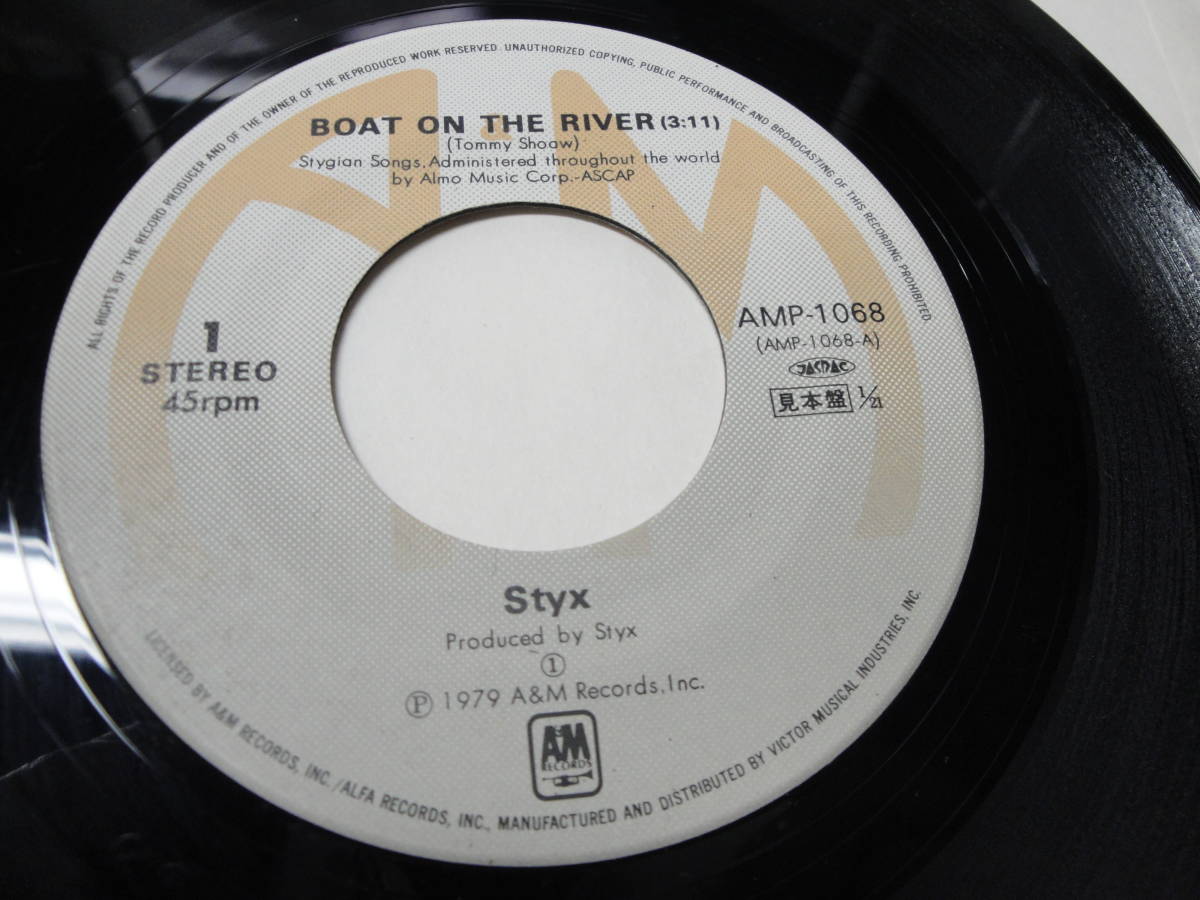 ALL RIGHTS OF THE RECORD PRODUCER AND OF THE OWNER OF THE REPRODUCED WORK RESERVED. UNAUTHORIZED COPYING, PUBLIC PERFORMANCE AND BROADCASTING OF THIS RECORDING PROHIBITED
BOAT ON THE RIVER (3:11)
(Tommy Shoaw)
Stygian Songs. Administered throughout the world
by Almo Music Corp.-ASCAP
1
STEREO
45rpm
AMP-1068
(AMP-1068-A)
JASRAC
見本盤 1/21
Styx
Produced by Styx
①
Ⓟ 1979 A&M Records, Inc.
A&M
RECORDS
LICENSED BY A&M RECORDS, INC. /ALFA RECORDS, INC., MANUFACTURED AND DISTRIBUTED BY VICTOR MUSICAL INDUSTRIES, INC.